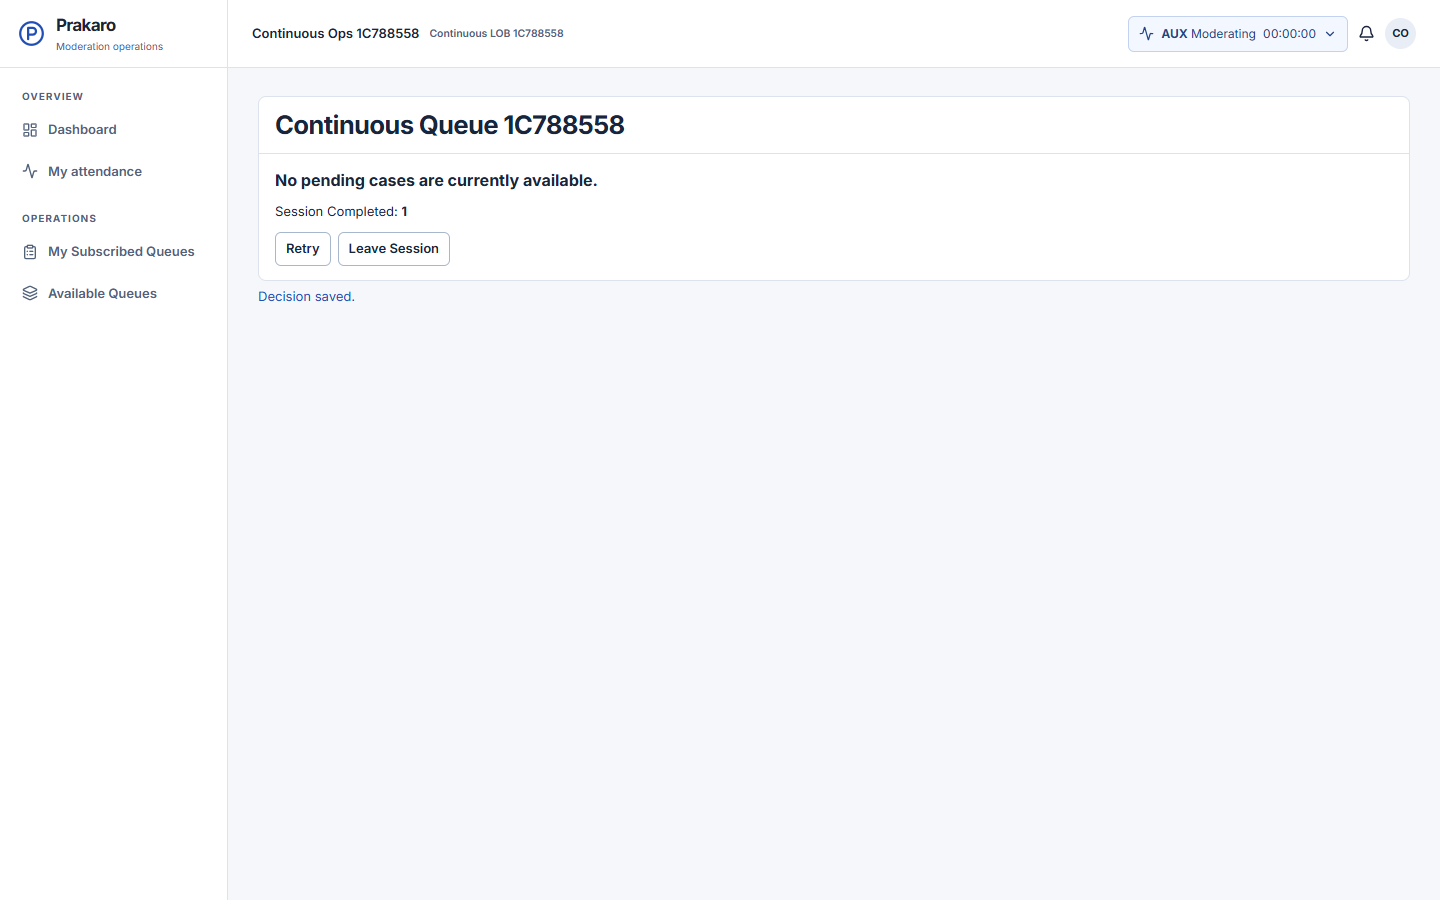 Prakaro
Moderation operations
Continuous Ops 1C788558 Continuous LOB 1C788558
AUX Moderating 00:00:00
CO
OVERVIEW
Dashboard
My attendance
OPERATIONS
My Subscribed Queues
Available Queues
Continuous Queue 1C788558
No pending cases are currently available.
Session Completed: 1
Retry Leave Session
Decision saved.